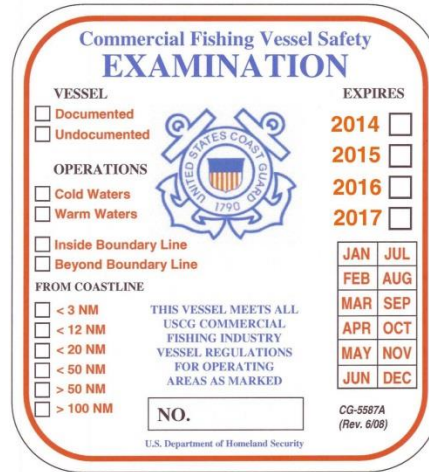 Commercial Fishing Vessel Safety
EXAMINATION
VESSEL
Documented
Undocumented
OPERATIONS
Cold Waters
Warm Waters
Inside Boundary Line
Beyond Boundary Line
FROM COASTLINE
< 3 NM
< 12 NM
< 20 NM
< 50 NM
> 50 NM
> 100 NM
UNITED STATES COAST GUARD
1790
THIS VESSEL MEETS ALL
USCG COMMERCIAL
FISHING INDUSTRY
VESSEL REGULATIONS
FOR OPERATING
AREAS AS MARKED
NO.
EXPIRES
2014
2015
2016
2017
JAN JUL
FEB AUG
MAR SEP
APR OCT
MAY NOV
JUN DEC
CG-5587A
(Rev. 6/08)
U.S. Department of Homeland Security